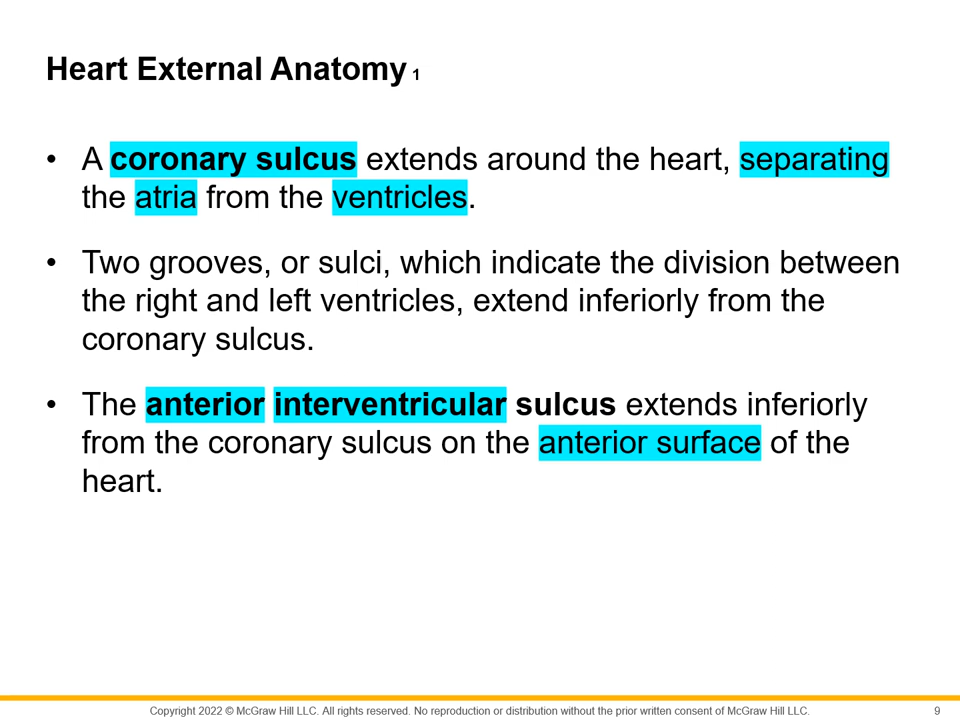 Heart External Anatomy 1
• A coronary sulcus extends around the heart, separating
the atria from the ventricles.
• Two grooves, or sulci, which indicate the division between
the right and left ventricles, extend inferiorly from the
coronary sulcus.
• The anterior interventricular sulcus extends inferiorly
from the coronary sulcus on the anterior surface of the
heart.
Copyright 2022 © McGraw Hill LLC. All rights reserved. No reproduction or distribution without the prior written consent of McGraw Hill LLC. 9